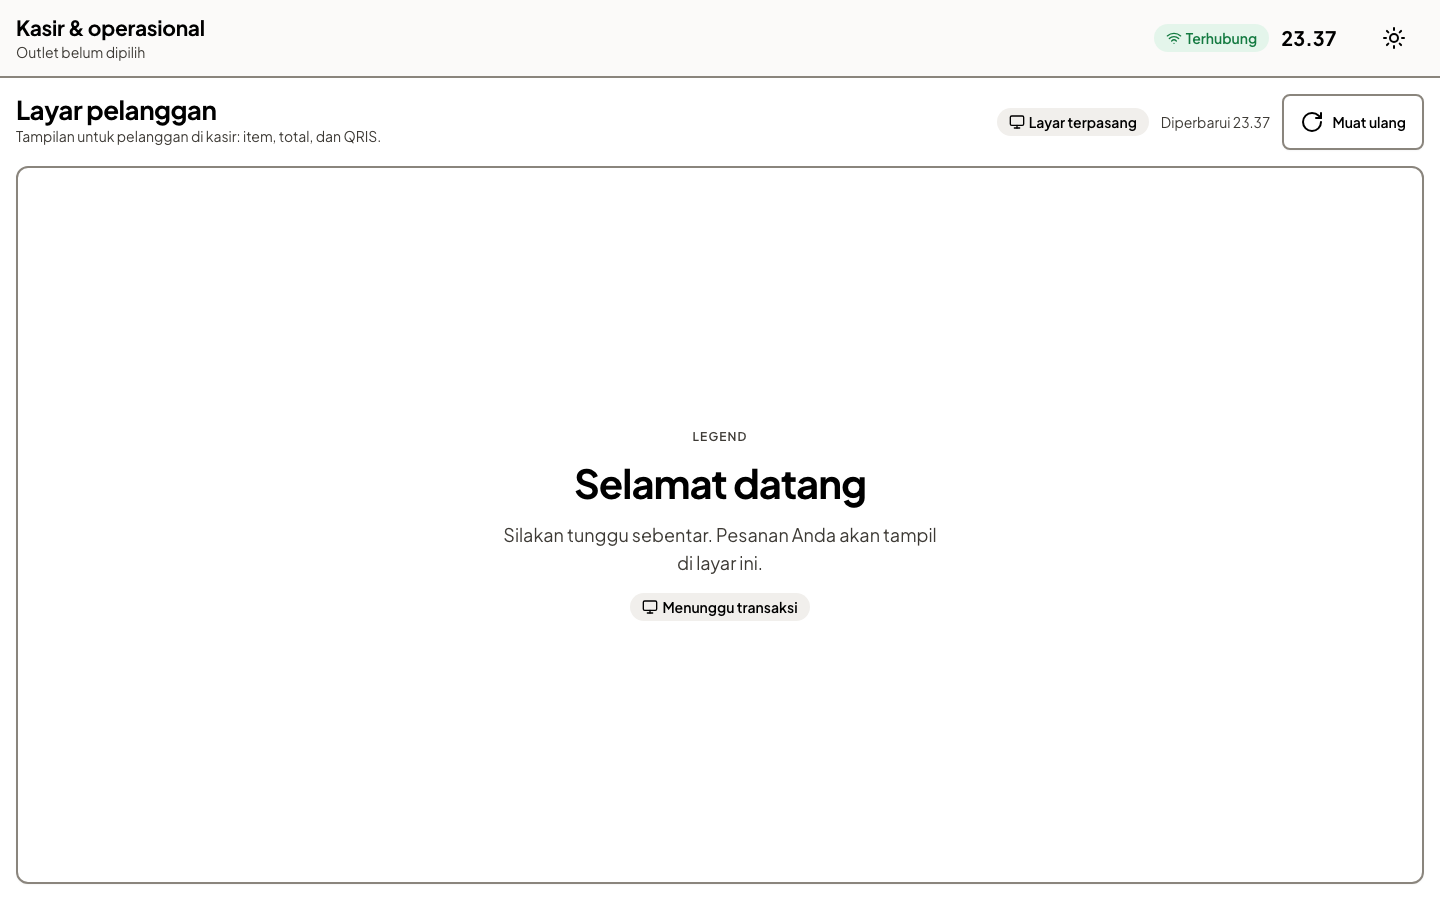 Kasir & operasional
Outlet belum dipilih
Terhubung
23.37
Layar pelanggan
Tampilan untuk pelanggan di kasir: item, total, dan QRIS.
Layar terpasang
Diperbarui 23.37
Muat ulang
LEGEND
Selamat datang
Silakan tunggu sebentar. Pesanan Anda akan tampil
di layar ini.
Menunggu transaksi